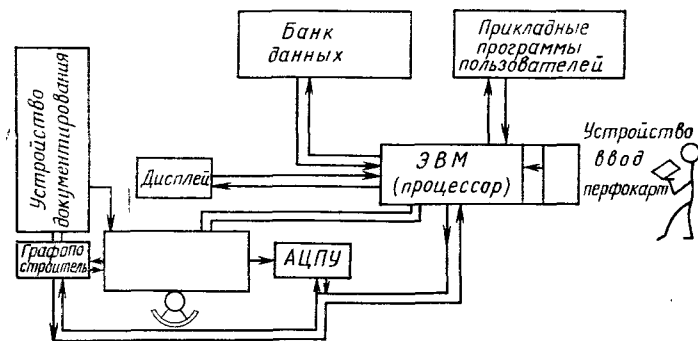 Банк
данных
Прикладные
программы
пользователей
Устройство
документирования
Устройство
ввод
перфокарт
ЭВМ
(процессор)
Дисплей
Графопо
строитель
АЦПУ